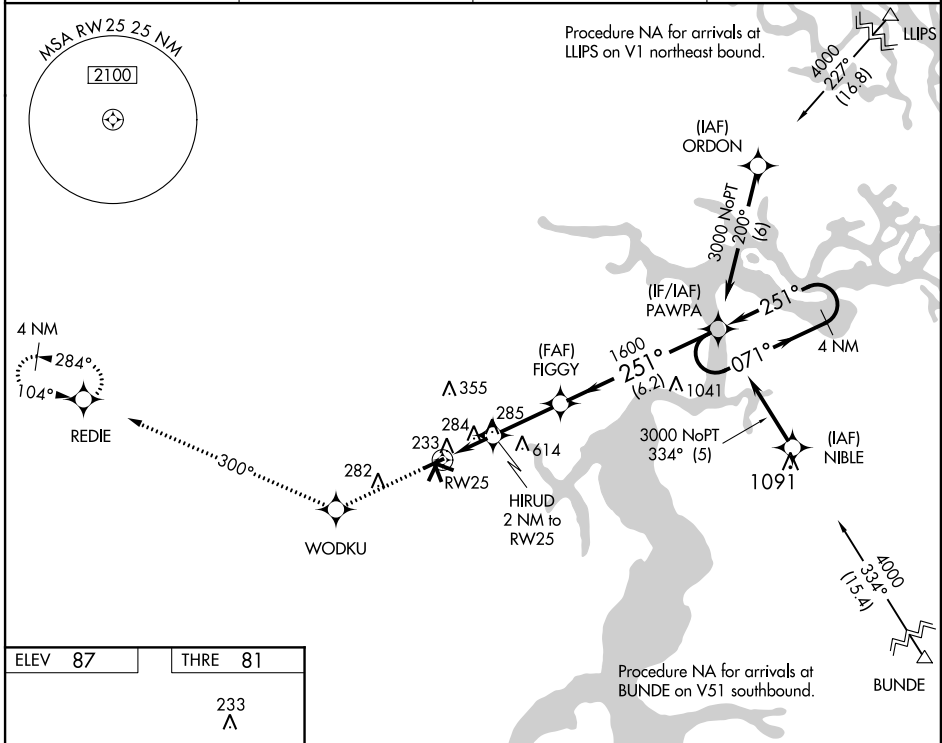 MSA RW 25 25 NM
2100
Procedure NA for arrivals at
LLIPS on V1 northeast bound.
LLIPS
4000
227°
(16.8)
(IAF)
ORDON
3000 NoPT
200°
(6)
(IF/IAF)
PAWPA
251°
071°
4 NM
4 NM
284°
104°
REDIE
(FAF)
FIGGY
1600
251°
(6.2)
1041
355
285
284
233
614
3000 NoPT
334° (5)
(IAF)
NIBLE
1091
300°
282
RW25
HIRUD
2 NM to
RW25
WODKU
4000
334°
(15.4)
BUNDE
Procedure NA for arrivals at
BUNDE on V51 southbound.
ELEV 87
THRE 81
233